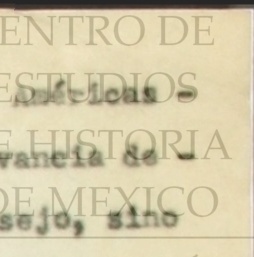 ENTRO DE
ESTUDIOS
Américas -
E HISTORIA
vancia de -
DE MEXICO
sejo, sino